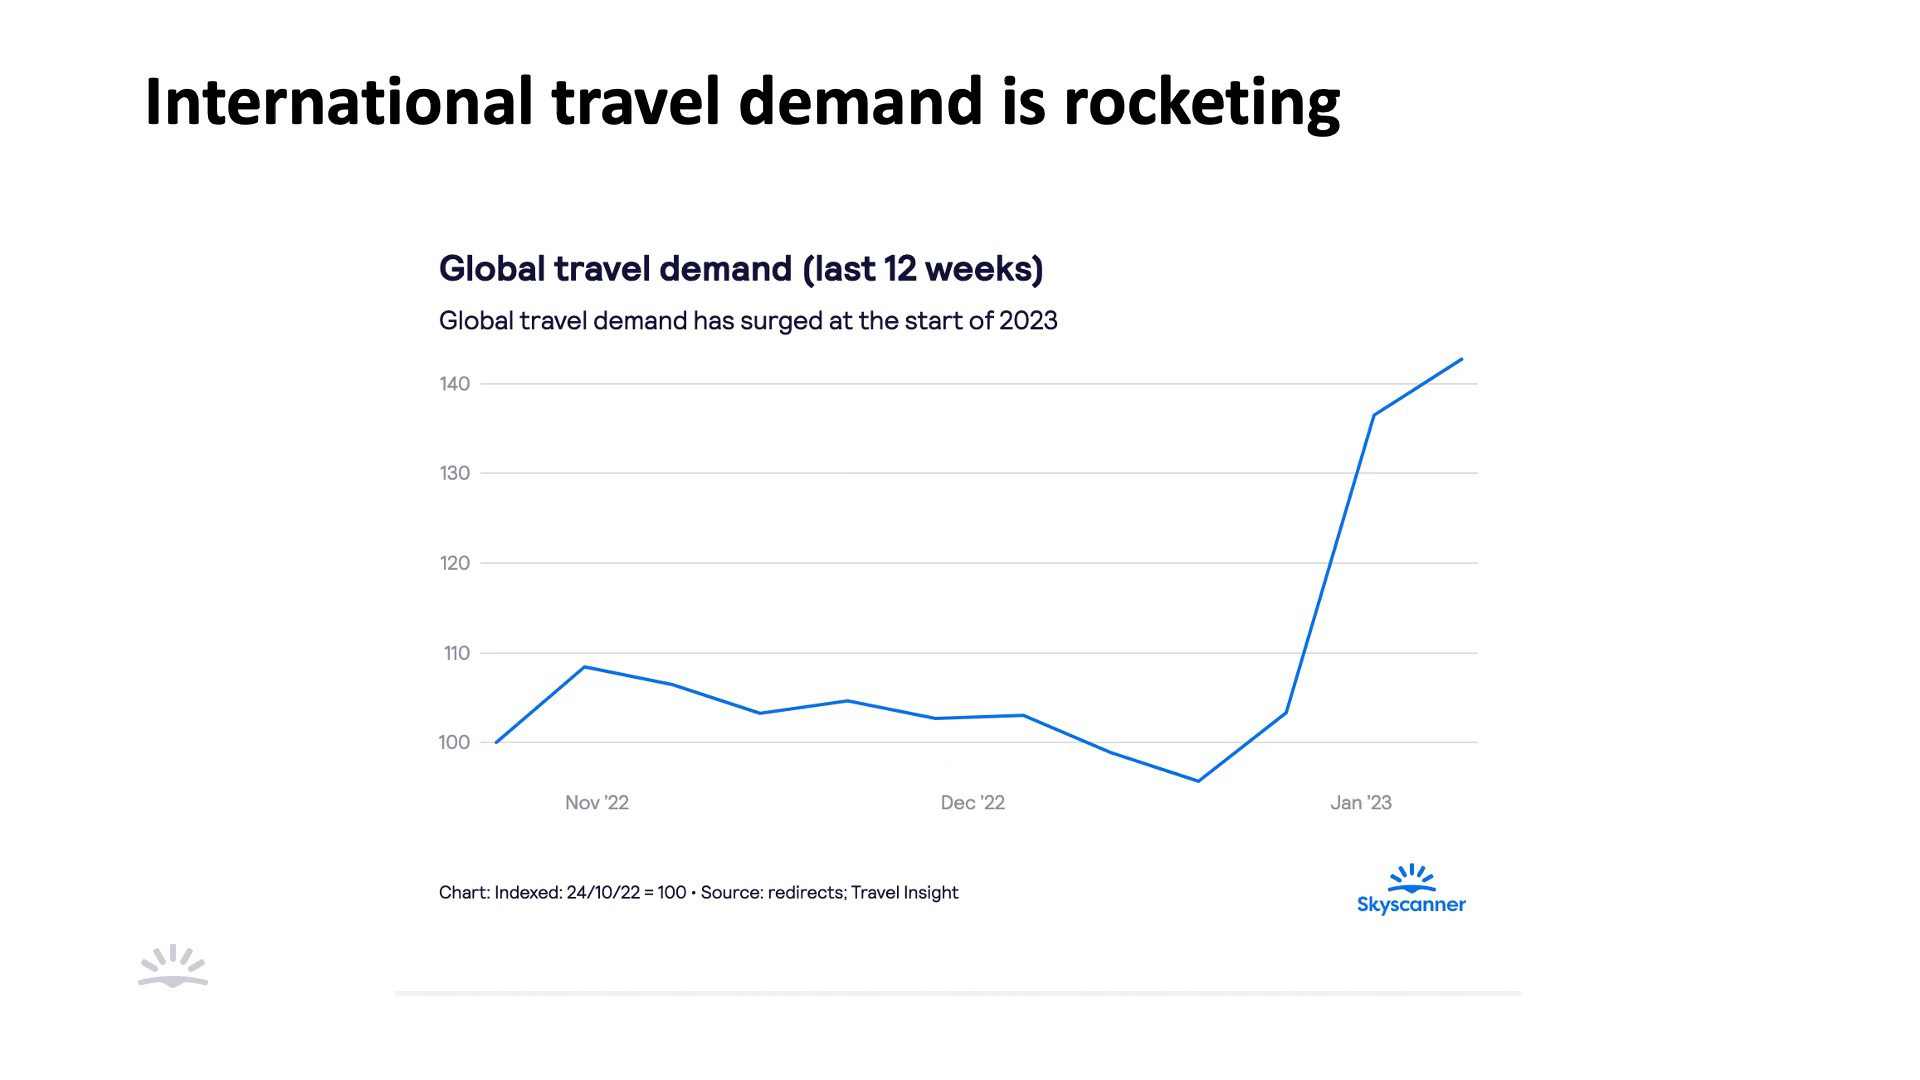 International travel demand is rocketing
Global travel demand (last 12 weeks)
Global travel demand has surged at the start of 2023
140
130
120
110
100
Nov '22 Dec '22 Jan '23
Chart: Indexed: 24/10/22 = 100 • Source: redirects; Travel Insight
Skyscanner